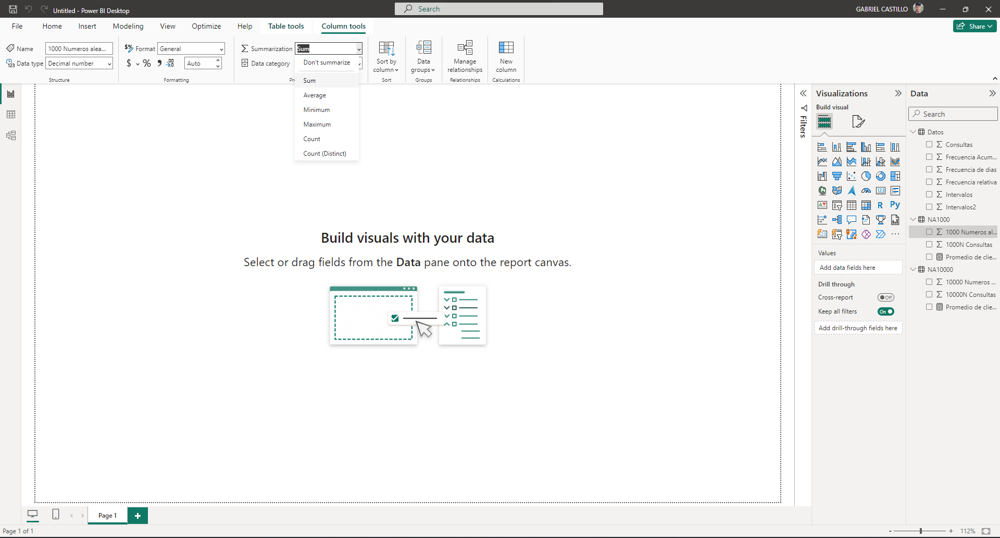 Untitled - Power BI Desktop
Search
GABRIEL CASTILLO
File Home Insert Modeling View Optimize Help Table tools Column tools
Share
Name 1000 Numeros alea...
Data type Decimal number
Structure
Format General
$ % Auto
Formatting
Summarization Sum
Data category
Don't summarize
Sum
Average
Minimum
Maximum
Count
Count (Distinct)
Sort by
column
Sort
Data
groups
Groups
Manage
relationships
Relationships
New
column
Calculations
Build visuals with your data
Select or drag fields from the Data pane onto the report canvas.
Filters
Visualizations
Build visual
123
R Py
123
Values
Add data fields here
Drill through
Cross-report Off
Keep all filters On
Add drill-through fields here
Data
Search
Datos
Consultas
Frecuencia Acum...
Frecuencia de dias
Frecuencia relativa
Intervalos
Intervalos2
NA1000
1000 Numeros al...
1000N Consultas
Promedio de clie...
NA10000
10000 Numeros ...
10000N Consultas
Promedio de clie...
Page 1
Page 1 of 1
- + 112%